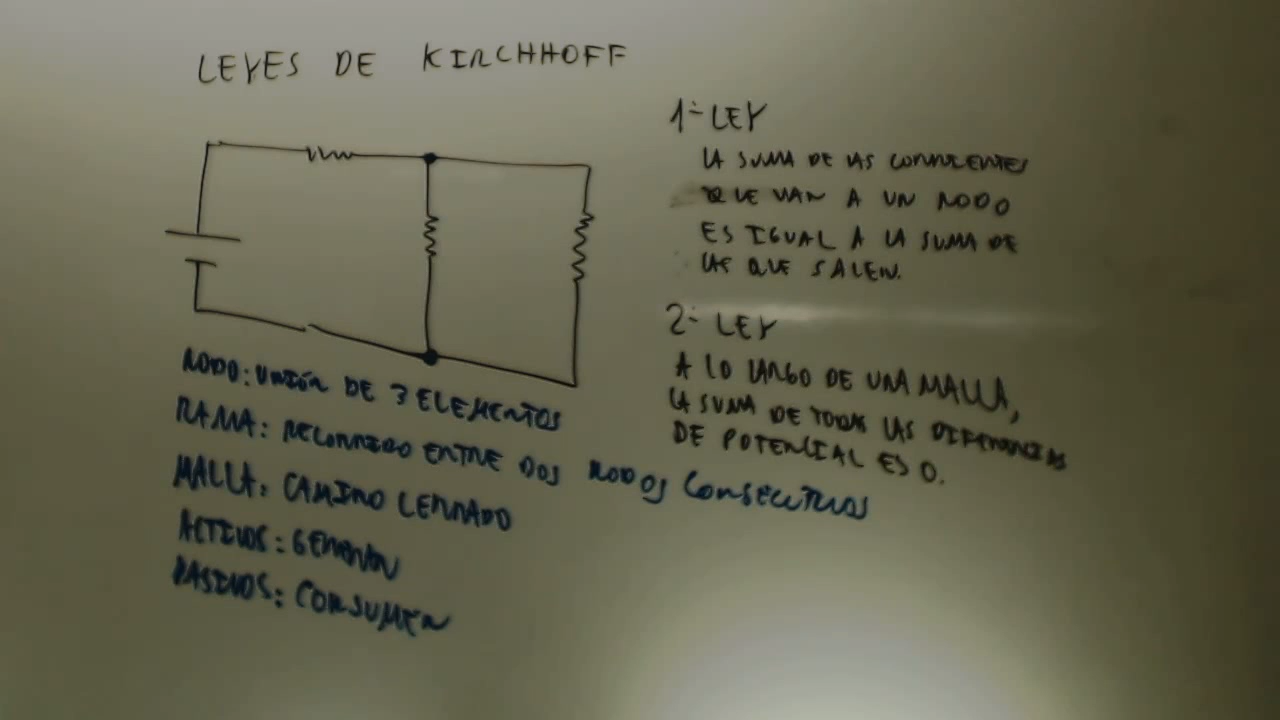 LEYES DE KIRCHHOFF
1ª LEY
LA SUMA DE LAS CORRIENTES
QUE VAN A UN NODO
ES IGUAL A LA SUMA DE
LAS QUE SALEN.
2ª LEY
A LO LARGO DE UNA MALLA,
LA SUMA DE TODAS LAS DIFERENCIAS
DE POTENCIAL ES 0.
NODO: UNIÓN DE 3 ELEMENTOS
RAMA: RECORRIDO ENTRE DOS NODOS CONSECUTIVOS
MALLA: CAMINO CERRADO
ACTIVOS: GENERAN
PASIVOS: CONSUMEN